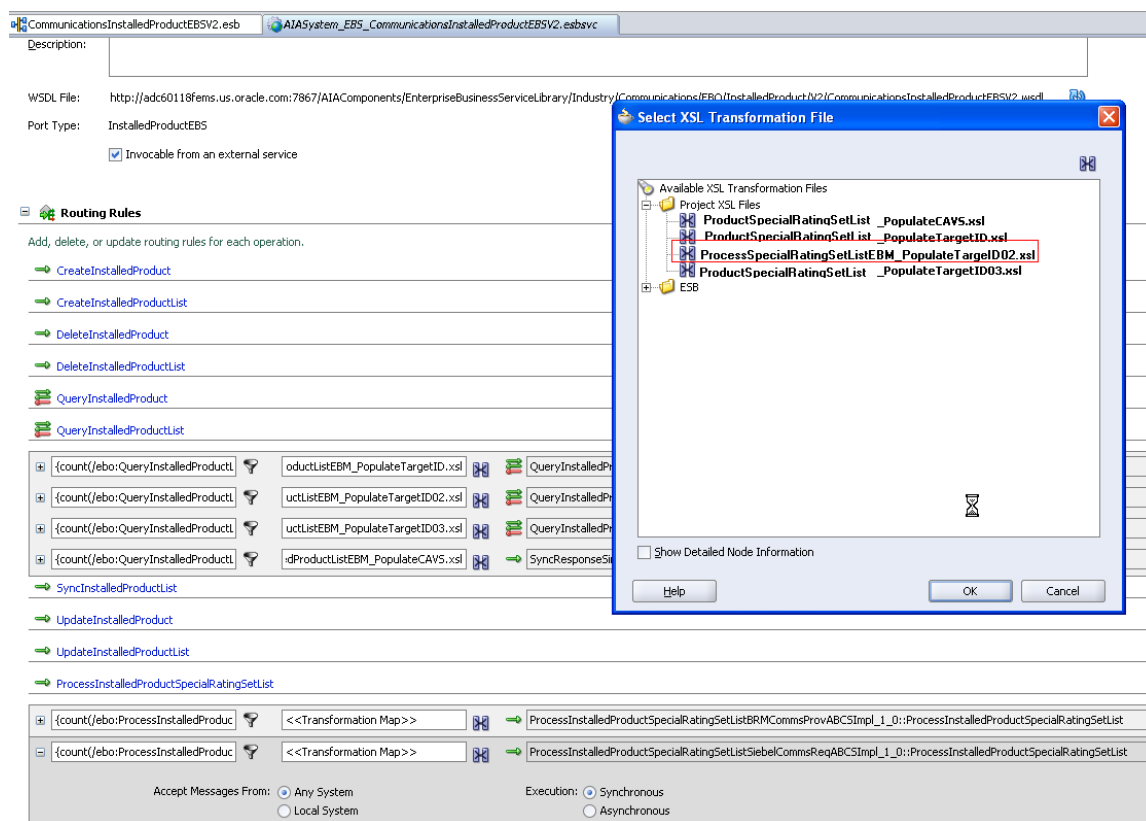 CommunicationsInstalledProductEBSV2.esb
AIASystem_EBS_CommunicationsInstalledProductEBSV2.esbsvc
Description:
WSDL File: http://adc60118fems.us.oracle.com:7867/AIAComponents/EnterpriseBusinessServiceLibrary/Industry/Communications/EBO/InstalledProduct/V2/CommunicationsInstalledProductEBSV2.wsdl
Port Type: InstalledProductEBS
Invocable from an external service
Routing Rules
Add, delete, or update routing rules for each operation.
CreateInstalledProduct
CreateInstalledProductList
DeleteInstalledProduct
DeleteInstalledProductList
QueryInstalledProduct
QueryInstalledProductList
{count(/ebo:QueryInstalledProductL oductListEBM_PopulateTargetID.xsl QueryInstalledPr
{count(/ebo:QueryInstalledProductL uctListEBM_PopulateTargetID02.xsl QueryInstalledPr
{count(/ebo:QueryInstalledProductL uctListEBM_PopulateTargetID03.xsl QueryInstalledPr
{count(/ebo:QueryInstalledProductL dProductListEBM_PopulateCAVS.xsl SyncResponseSi
SyncInstalledProductList
UpdateInstalledProduct
UpdateInstalledProductList
ProcessInstalledProductSpecialRatingSetList
{count(/ebo:ProcessInstalledProduc <<Transformation Map>> ProcessInstalledProductSpecialRatingSetListBRMCommsProvABCSImpl_1_0::ProcessInstalledProductSpecialRatingSetList
{count(/ebo:ProcessInstalledProduc <<Transformation Map>> ProcessInstalledProductSpecialRatingSetListSiebelCommsReqABCSImpl_1_0::ProcessInstalledProductSpecialRatingSetList
Accept Messages From: Any System Execution: Synchronous
Local System Asynchronous
Select XSL Transformation File
Available XSL Transformation Files
Project XSL Files
ProductSpecialRatingSetList _PopulateCAVS.xsl
ProductSpecialRatingSetList _PopulateTargetID.xsl
ProcessSpecialRatingSetListEBM_PopulateTargeID02.xsl
ProductSpecialRatingSetList _PopulateTargetID03.xsl
ESB
Show Detailed Node Information
Help OK Cancel